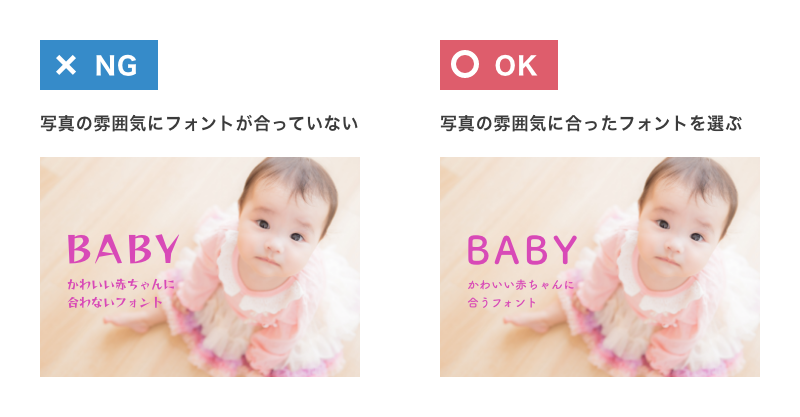 × NG
写真の雰囲気にフォントが合っていない
BABY
かわいい赤ちゃんに
合わないフォント
○ OK
写真の雰囲気に合ったフォントを選ぶ
BABY
かわいい赤ちゃんに
合うフォント